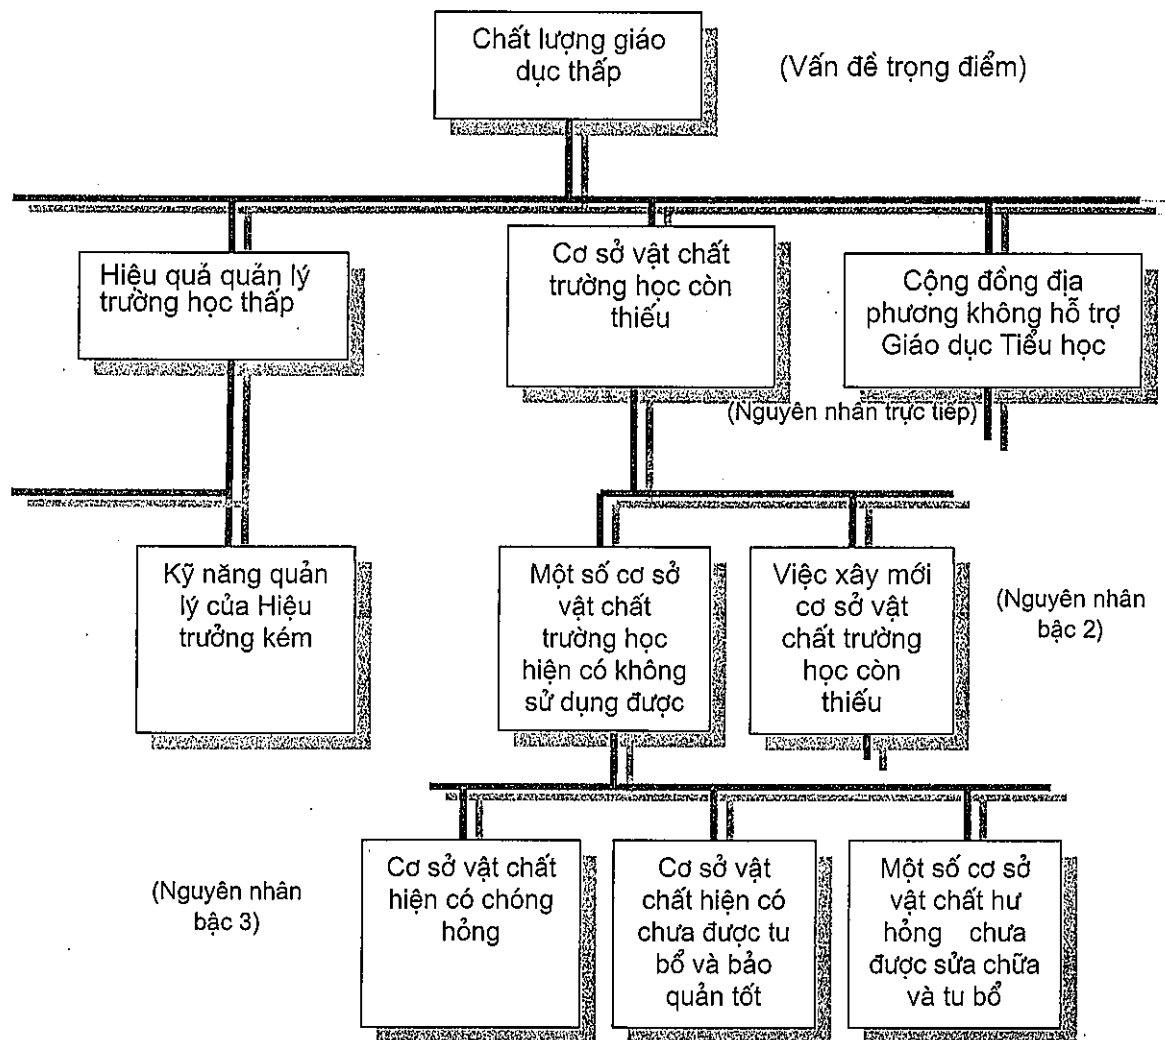 Chất lượng giáo
dục thấp
(Vấn đề trọng điểm)
Hiệu quả quản lý
trường học thấp
Cơ sở vật chất
trường học còn
thiếu
Cộng đồng địa
phương không hỗ trợ
Giáo dục Tiểu học
(Nguyên nhân trực tiếp)
Kỹ năng quản
lý của Hiệu
trưởng kém
Một số cơ sở
vật chất
trường học
hiện có không
sử dụng được
Việc xây mới
cơ sở vật
chất trường
học còn
thiếu
(Nguyên nhân
bậc 2)
(Nguyên nhân
bậc 3)
Cơ sở vật chất
hiện có chóng
hỏng
Cơ sở vật
chất hiện có
chưa được tu
bổ và bảo
quản tốt
Một số cơ sở
vật chất hư
hỏng chưa
được sửa chữa
và tu bổ